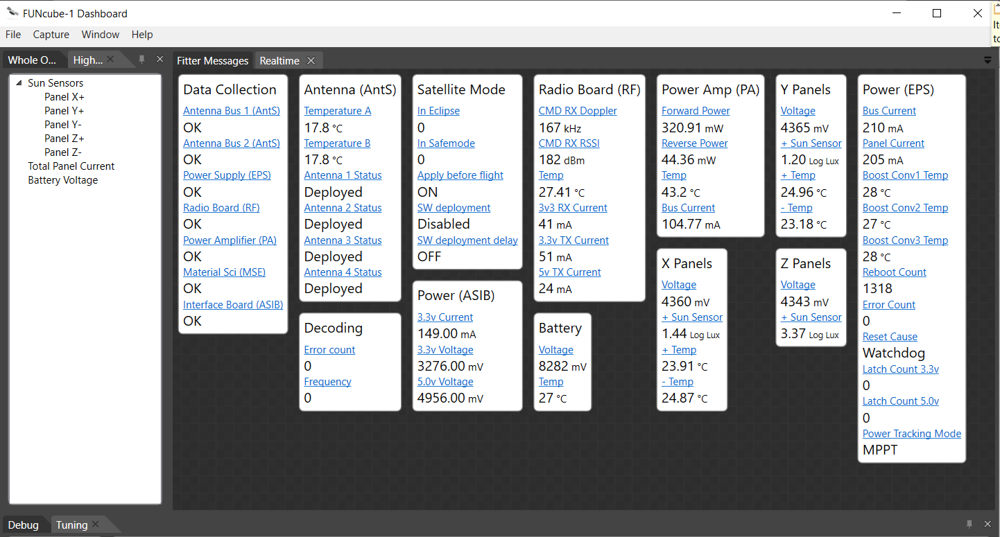 FUNcube-1 Dashboard
File Capture Window Help
It
to
Whole O... High...
Fitter Messages Realtime
Sun Sensors
Panel X+
Panel Y+
Panel Y-
Panel Z+
Panel Z-
Total Panel Current
Battery Voltage
Data Collection
Antenna Bus 1 (AntS)
OK
Antenna Bus 2 (AntS)
OK
Power Supply (EPS)
OK
Radio Board (RF)
OK
Power Amplifier (PA)
OK
Material Sci (MSE)
OK
Interface Board (ASIB)
OK
Antenna (AntS)
Temperature A
17.8 °C
Temperature B
17.8 °C
Antenna 1 Status
Deployed
Antenna 2 Status
Deployed
Antenna 3 Status
Deployed
Antenna 4 Status
Deployed
Decoding
Error count
0
Frequency
0
Satellite Mode
In Eclipse
0
In Safemode
0
Apply before flight
ON
SW deployment
Disabled
SW deployment delay
OFF
Power (ASIB)
3.3v Current
149.00 mA
3.3v Voltage
3276.00 mV
5.0v Voltage
4956.00 mV
Radio Board (RF)
CMD RX Doppler
167 kHz
CMD RX RSSI
182 dBm
Temp
27.41 °C
3v3 RX Current
41 mA
3.3v TX Current
51 mA
5v TX Current
24 mA
Battery
Voltage
8282 mV
Temp
27 °C
Power Amp (PA)
Forward Power
320.91 mW
Reverse Power
44.36 mW
Temp
43.2 °C
Bus Current
104.77 mA
X Panels
Voltage
4360 mV
+ Sun Sensor
1.44 Log Lux
+ Temp
23.91 °C
- Temp
24.87 °C
Y Panels
Voltage
4365 mV
+ Sun Sensor
1.20 Log Lux
+ Temp
24.96 °C
- Temp
23.18 °C
Z Panels
Voltage
4343 mV
+ Sun Sensor
3.37 Log Lux
Power (EPS)
Bus Current
210 mA
Panel Current
205 mA
Boost Conv1 Temp
28 °C
Boost Conv2 Temp
27 °C
Boost Conv3 Temp
28 °C
Reboot Count
1318
Error Count
0
Reset Cause
Watchdog
Latch Count 3.3v
0
Latch Count 5.0v
0
Power Tracking Mode
MPPT
Debug Tuning